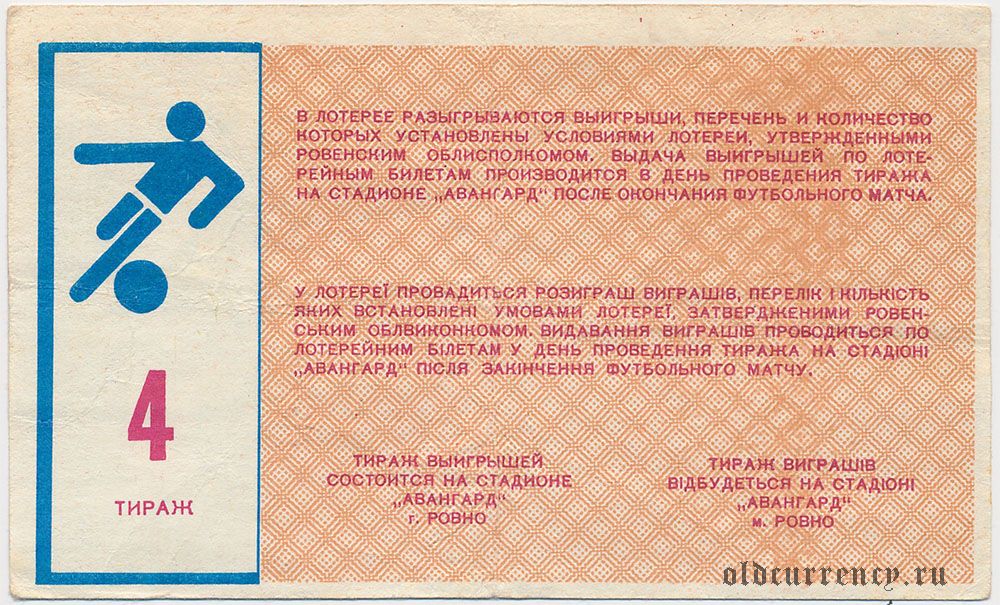 В ЛОТЕРЕЕ РАЗЫГРЫВАЮТСЯ ВЫИГРЫШИ, ПЕРЕЧЕНЬ И КОЛИЧЕСТВО
КОТОРЫХ УСТАНОВЛЕНЫ УСЛОВИЯМИ ЛОТЕРЕИ, УТВЕРЖДЕННЫМИ
РОВЕНСКИМ ОБЛИСПОЛКОМОМ. ВЫДАЧА ВЫИГРЫШЕЙ ПО ЛОТЕ-
РЕЙНЫМ БИЛЕТАМ ПРОИЗВОДИТСЯ В ДЕНЬ ПРОВЕДЕНИЯ ТИРАЖА
НА СТАДИОНЕ „АВАНГАРД" ПОСЛЕ ОКОНЧАНИЯ ФУТБОЛЬНОГО МАТЧА.
У ЛОТЕРЕЇ ПРОВАДИТЬСЯ РОЗИГРАШ ВИГРАШІВ, ПЕРЕЛІК І КІЛЬКІСТЬ
ЯКИХ ВСТАНОВЛЕНІ УМОВАМИ ЛОТЕРЕЇ, ЗАТВЕРДЖЕНИМИ РОВЕН-
СЬКИМ ОБЛВИКОНКОМОМ. ВИДАВАННЯ ВИГРАШІВ ПРОВОДИТЬСЯ ПО
ЛОТЕРЕЙНИМ БІЛЕТАМ У ДЕНЬ ПРОВЕДЕННЯ ТИРАЖА НА СТАДІОНІ
„АВАНГАРД" ПІСЛЯ ЗАКІНЧЕННЯ ФУТБОЛЬНОГО МАТЧУ.
4
ТИРАЖ
ТИРАЖ ВЫИГРЫШЕЙ
СОСТОИТСЯ НА СТАДИОНЕ
„АВАНГАРД"
г. РОВНО
ТИРАЖ ВИГРАШІВ
ВІДБУДЕТЬСЯ НА СТАДІОНІ
„АВАНГАРД"
м. РОВНО
oldcurrency.ru